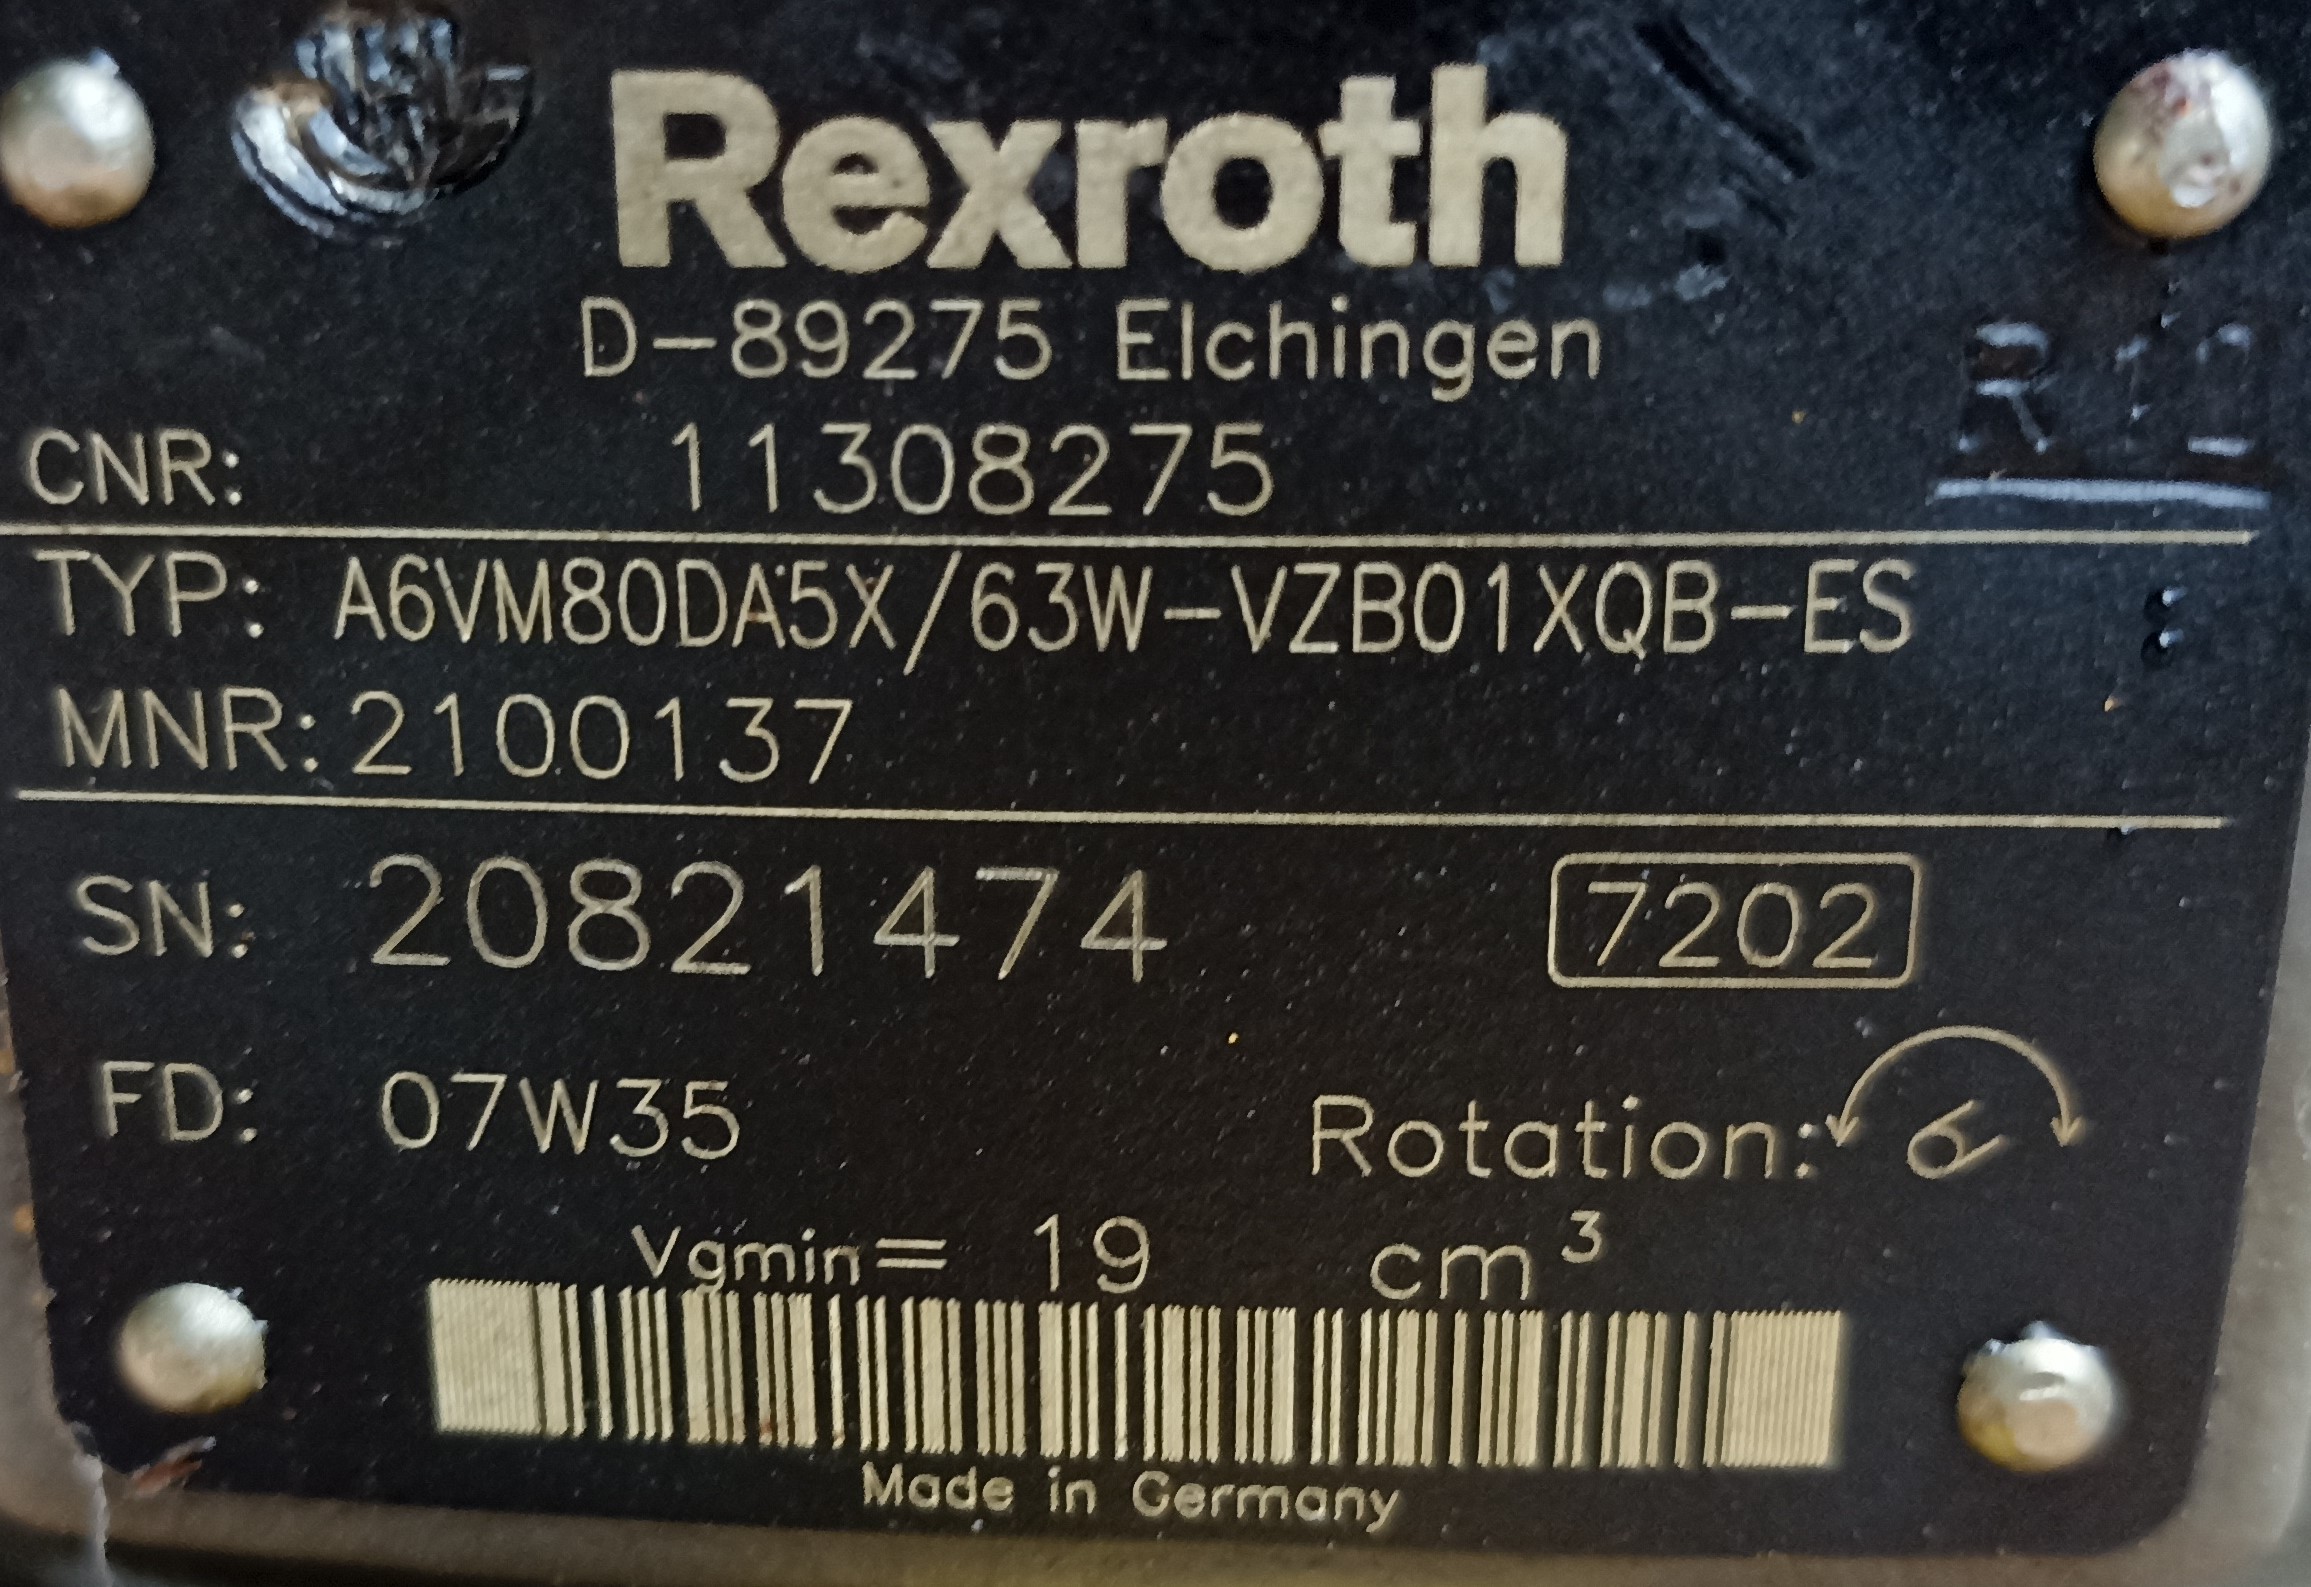 Rexroth
D-89275 Elchingen
CNR: 11308275
TYP: A6VM80DA5X/63W-VZB01XQB-ES
MNR: 2100137
SN: 20821474 7202
FD: 07W35 Rotation:
Vgmin= 19 cm³
Made in Germany